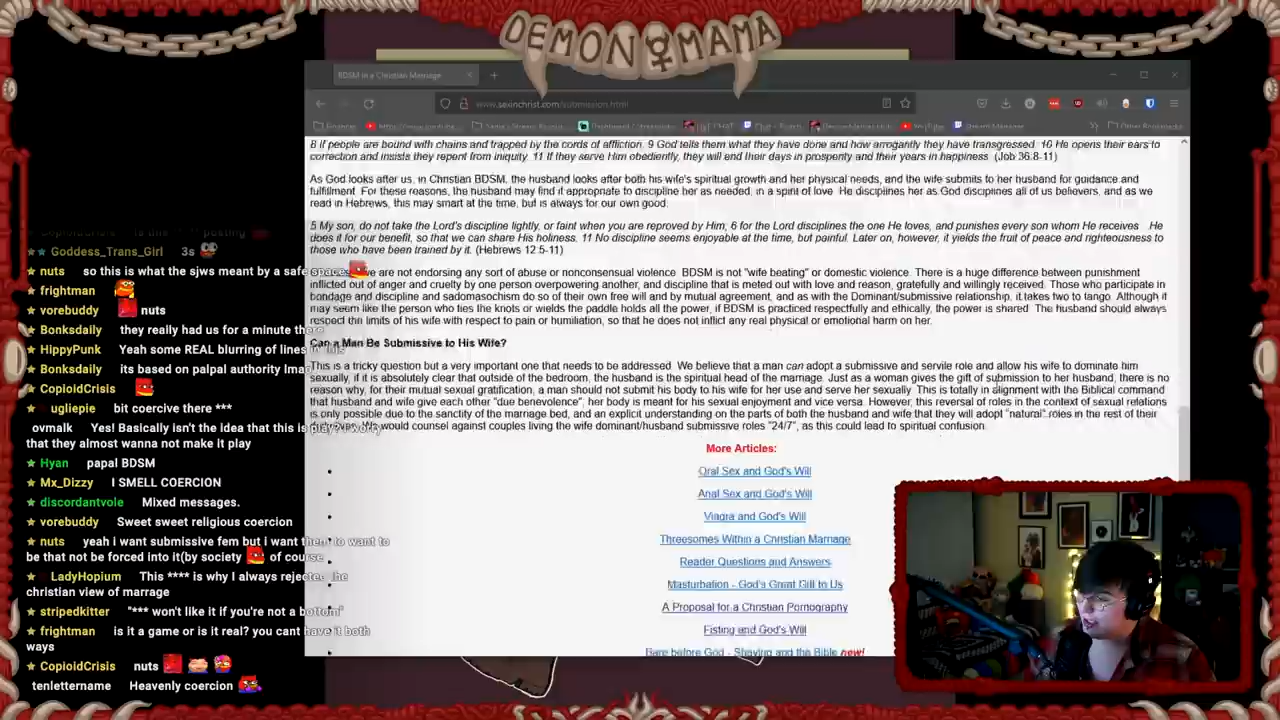 DEMON MAMA
BDSM in a Christian Marriage
www.sexinchrist.com/submission.html
YouTube
Other Bookmarks
8 If people are bound with chains and trapped by the cords of affliction. 9 God tells them what they have done and how arrogantly they have transgressed. 10 He opens their ears to
correction and insists they repent from iniquity. 11 If they serve Him obediently, they will end their days in prosperity and their years in happiness. (Job 36.8-11)
As God looks after us, in Christian BDSM, the husband looks after both his wife's spiritual growth and her physical needs, and the wife submits to her husband for guidance and
fulfillment. For these reasons, the husband may find it appropriate to discipline her as needed, in a spirit of love. He disciplines her as God disciplines all of us believers, and as we
read in Hebrews, this may smart at the time, but is always for our own good.
5 My son, do not take the Lord's discipline lightly, or faint when you are reproved by Him; 6 for the Lord disciplines the one He loves, and punishes every son whom He receives. He
does it for our benefit, so that we can share His holiness. 11 No discipline seems enjoyable at the time, but painful. Later on, however, it yields the fruit of peace and righteousness to
those who have been trained by it. (Hebrews 12.5-11)
we are not endorsing any sort of abuse or nonconsensual violence. BDSM is not "wife beating" or domestic violence. There is a huge difference between punishment
inflicted out of anger and cruelty by one person overpowering another, and discipline that is meted out with love and reason, gratefully and willingly received. Those who participate in
bondage and discipline and sadomasochism do so of their own free will and by mutual agreement, and as with the Dominant/submissive relationship, it takes two to tango. Although it
may seem like the person who ties the knots or wields the paddle holds all the power, if BDSM is practiced respectfully and ethically, the power is shared. The husband should always
respect the limits of his wife with respect to pain or humiliation, so that he does not inflict any real physical or emotional harm on her.
Can a Man Be Submissive to His Wife?
This is a tricky question but a very important one that needs to be addressed. We believe that a man can adopt a submissive and servile role and allow his wife to dominate him
sexually, if it is absolutely clear that outside of the bedroom, the husband is the spiritual head of the marriage. Just as a woman gives the gift of submission to her husband, there is no
reason why, for their mutual sexual gratification, a man should not submit his body to his wife for her use and serve her sexually. This is totally in alignment with the Biblical command
that husband and wife give each other "due benevolence", her body is meant for his sexual enjoyment and vice versa. However, this reversal of roles in the context of sexual relations
is only possible due to the sanctity of the marriage bed, and an explicit understanding on the parts of both the husband and wife that they will adopt "natural" roles in the rest of their
We would counsel against couples living the wife dominant/husband submissive roles "24/7", as this could lead to spiritual confusion.
More Articles:
Oral Sex and God's Will
Anal Sex and God's Will
Viagra and God's Will
Threesomes Within a Christian Marriage
Reader Questions and Answers
Masturbation - God's Great Gift to Us
A Proposal for a Christian Pornography
Fisting and God's Will
Bare before God - Shaving and the Bible new!
Goddess_Trans_Girl 3s
nuts so this is what the sjws meant by a safe space
frightman
vorebuddy nuts
Bonksdaily they really had us for a minute there
HippyPunk Yeah some REAL blurring of lines in this
Bonksdaily its based on palpal authority lmao
CopioidCrisis
ugliepie bit coercive there ***
ovmalk Yes! Basically isn't the idea that this is play? I worry
that they almost wanna not make it play
Hyan papal BDSM
Mx_Dizzy I SMELL COERCION
discordantvole Mixed messages.
vorebuddy Sweet sweet religious coercion
nuts yeah i want submissive fem but i want them to want to
be that not be forced into it(by society of course
LadyHopium This **** is why I always rejected the
christian view of marrage
stripedkitter "*** won't like it if you're not a bottom"
frightman is it a game or is it real? you cant have it both
ways
CopioidCrisis nuts
tenlettername Heavenly coercion